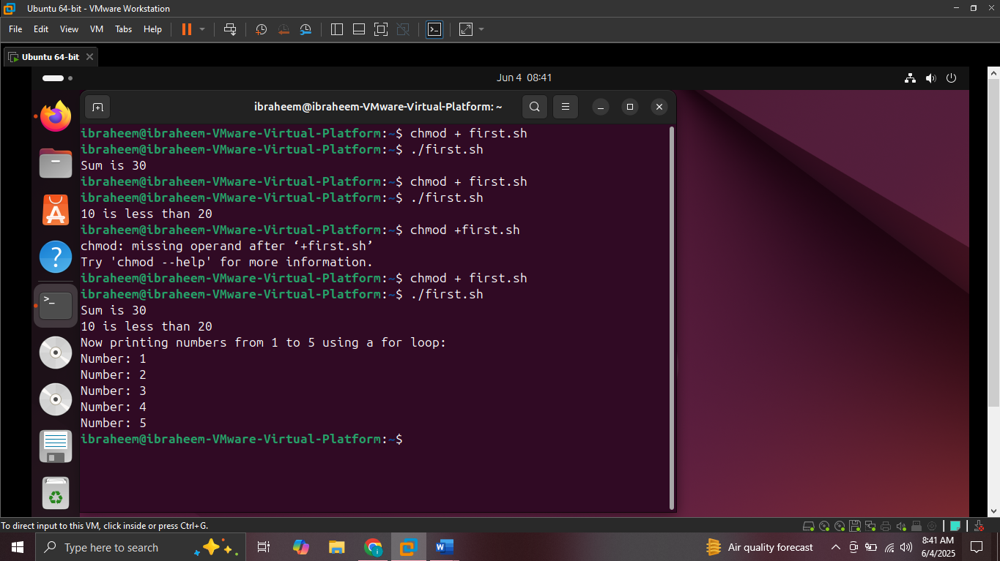 Ubuntu 64-bit - VMware Workstation
File Edit View VM Tabs Help
Ubuntu 64-bit
Jun 4 08:41
ibraheem@ibraheem-VMware-Virtual-Platform: ~
ibraheem@ibraheem-VMware-Virtual-Platform:~$ chmod + first.sh
ibraheem@ibraheem-VMware-Virtual-Platform:~$ ./first.sh
Sum is 30
ibraheem@ibraheem-VMware-Virtual-Platform:~$ chmod + first.sh
ibraheem@ibraheem-VMware-Virtual-Platform:~$ ./first.sh
10 is less than 20
ibraheem@ibraheem-VMware-Virtual-Platform:~$ chmod +first.sh
chmod: missing operand after ‘+first.sh’
Try 'chmod --help' for more information.
ibraheem@ibraheem-VMware-Virtual-Platform:~$ chmod + first.sh
ibraheem@ibraheem-VMware-Virtual-Platform:~$ ./first.sh
Sum is 30
10 is less than 20
Now printing numbers from 1 to 5 using a for loop:
Number: 1
Number: 2
Number: 3
Number: 4
Number: 5
ibraheem@ibraheem-VMware-Virtual-Platform:~$
To direct input to this VM, click inside or press Ctrl+G.
Type here to search
Air quality forecast
8:41 AM
6/4/2025